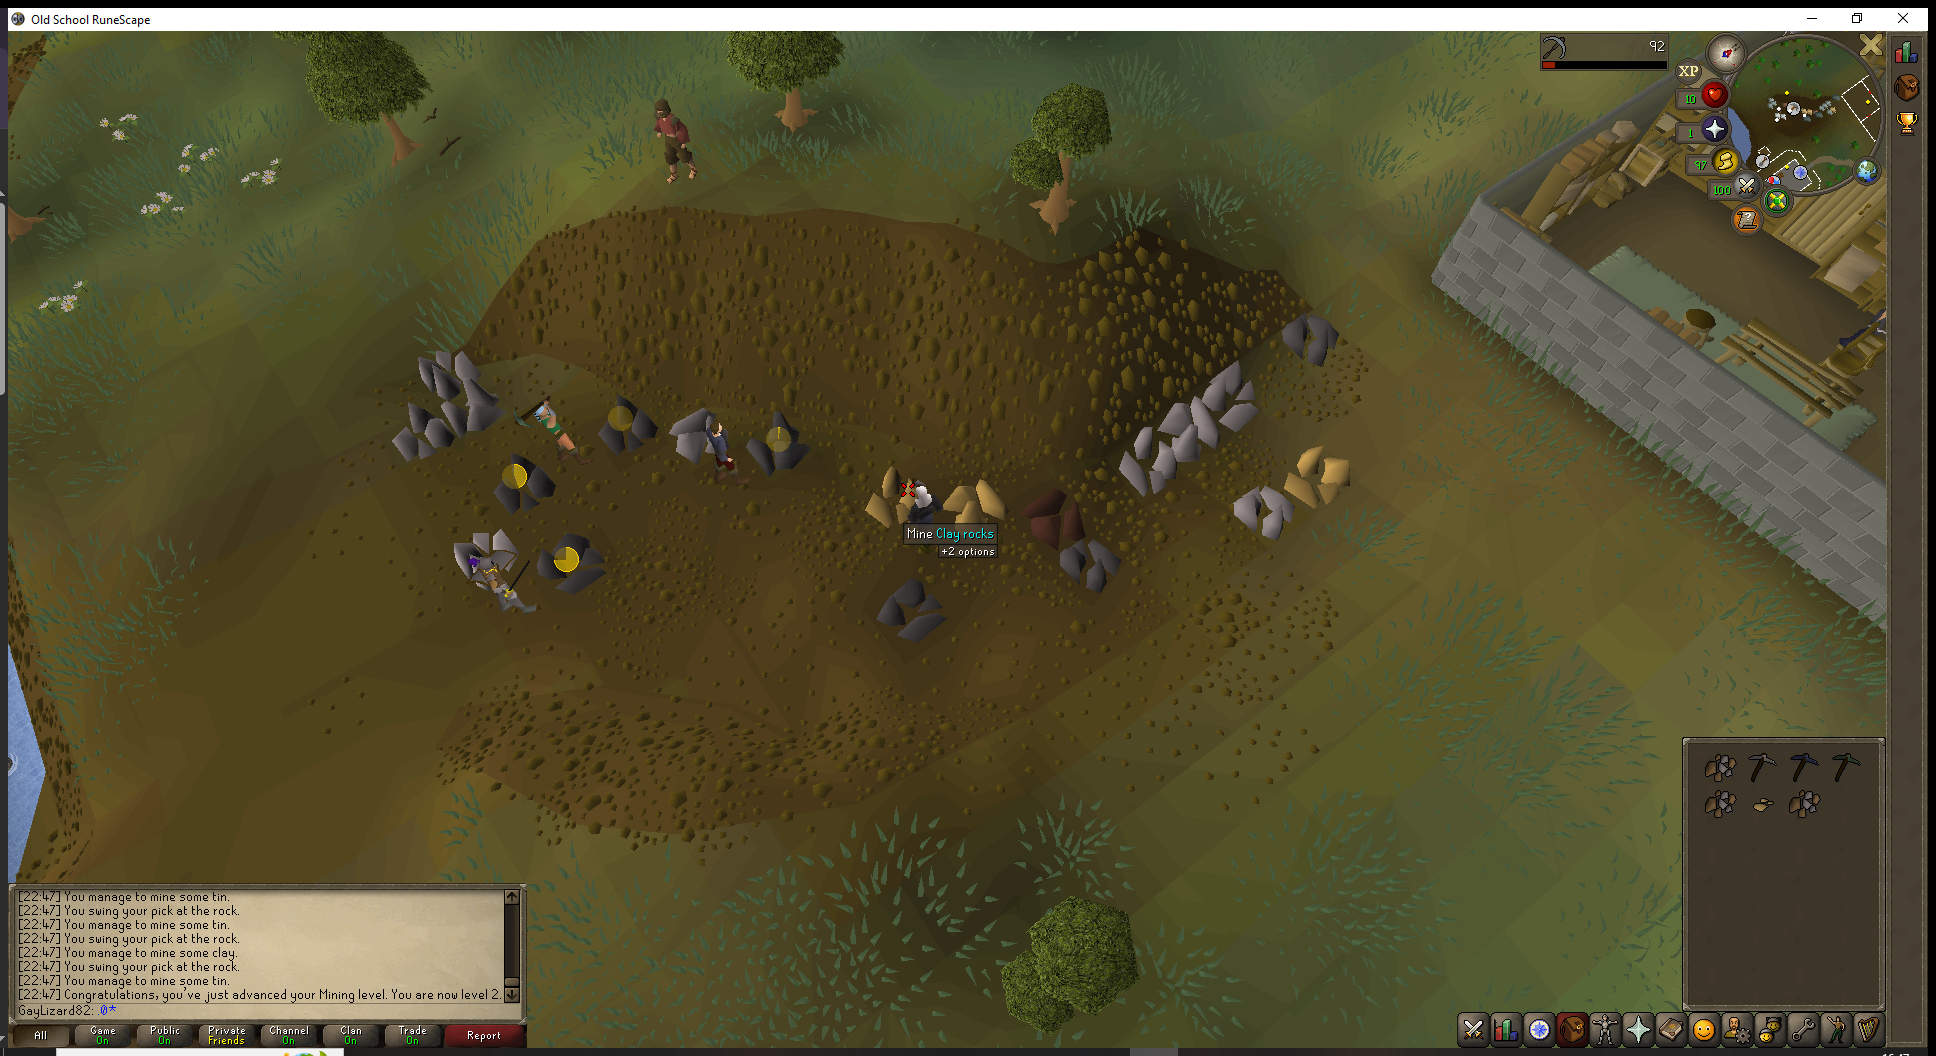 Old School RuneScape
92
XP
10
1
97
100
Mine Clay rocks
+2 options
[22:47] You manage to mine some tin.
[22:47] You swing your pick at the rock.
[22:47] You manage to mine some tin.
[22:47] You swing your pick at the rock.
[22:47] You manage to mine some clay.
[22:47] You swing your pick at the rock.
[22:47] You manage to mine some tin.
[22:47] Congratulations, you've just advanced your Mining level. You are now level 2.
GayLizard82: .0*
All
Game
On
Public
On
Private
Friends
Channel
On
Clan
On
Trade
On
Report